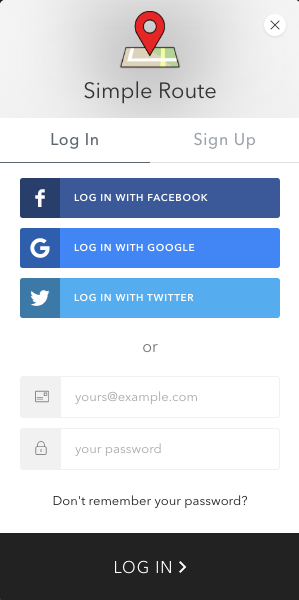 Simple Route
Log In
Sign Up
LOG IN WITH FACEBOOK
LOG IN WITH GOOGLE
LOG IN WITH TWITTER
or
yours@example.com
your password
Don't remember your password?
LOG IN